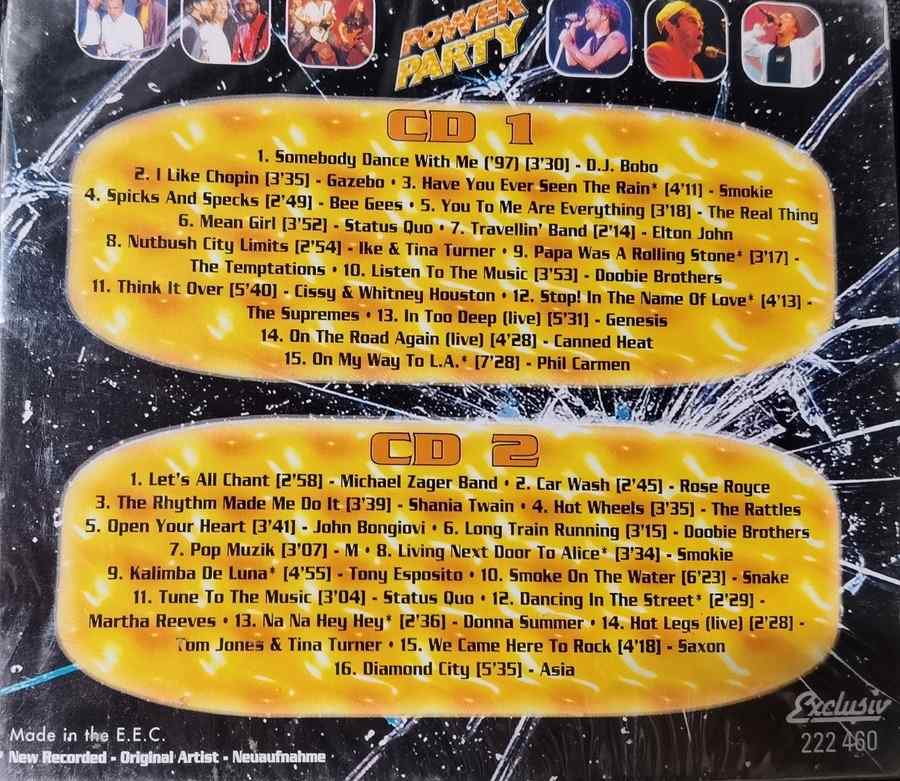 POWER
PARTY
CD 1
1. Somebody Dance With Me ('97) [3'30] - D.J. Bobo
2. I Like Chopin [3'35] - Gazebo • 3. Have You Ever Seen The Rain* [4'11] - Smokie
4. Spicks And Specks [2'49] - Bee Gees • 5. You To Me Are Everything [3'18] - The Real Thing
6. Mean Girl [3'52] - Status Quo • 7. Travellin' Band [2'14] - Elton John
8. Nutbush City Limits [2'54] - Ike & Tina Turner • 9. Papa Was A Rolling Stone* [3'17] -
The Temptations • 10. Listen To The Music [3'53] - Doobie Brothers
11. Think It Over [5'40] - Cissy & Whitney Houston • 12. Stop! In The Name Of Love* [4'13] -
The Supremes • 13. In Too Deep (live) [5'31] - Genesis
14. On The Road Again (live) [4'28] - Canned Heat
15. On My Way To L.A.* [7'28] - Phil Carmen
CD 2
1. Let's All Chant [2'58] - Michael Zager Band • 2. Car Wash [2'45] - Rose Royce
3. The Rhythm Made Me Do It [3'39] - Shania Twain • 4. Hot Wheels [3'35] - The Rattles
5. Open Your Heart [3'41] - John Bongiovi • 6. Long Train Running [3'15] - Doobie Brothers
7. Pop Muzik [3'07] - M • 8. Living Next Door To Alice* [3'34] - Smokie
9. Kalimba De Luna* [4'55] - Tony Esposito • 10. Smoke On The Water [6'23] - Snake
11. Tune To The Music [3'04] - Status Quo • 12. Dancing In The Street* [2'29] -
Martha Reeves • 13. Na Na Hey Hey* [2'36] - Donna Summer • 14. Hot Legs (live) [2'28] -
Tom Jones & Tina Turner • 15. We Came Here To Rock [4'18] - Saxon
16. Diamond City [5'35] - Asia
Exclusiv
222 460
Made in the E.E.C.
* New Recorded - Original Artist - Neuaufnahme